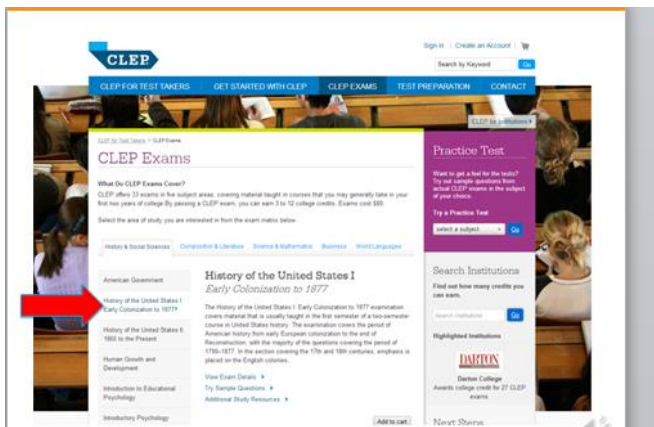 Sign In | Create an Account
CLEP
Search by Keyword Go
CLEP FOR TEST TAKERS GET STARTED WITH CLEP CLEP EXAMS TEST PREPARATION CONTACT
CLEP for Institutions
CLEP for Test Takers > CLEP Exams
CLEP Exams
What Do CLEP Exams Cover?
CLEP offers 33 exams in five subject areas, covering material taught in courses that you may generally take in your
first two years of college.By passing a CLEP exam, you can earn 3 to 12 college credits. Exams cost $80.
Select the area of study you are interested in from the exam matrix below.
History & Social Sciences Composition & Literature Science & Mathematics Business World Languages
American Government
History of the United States I
Early Colonization to 1877
History of the United States II
1865 to the Present
Human Growth and
Development
Introduction to Educational
Psychology
Introductory Psychology
History of the United States I
Early Colonization to 1877
The History of the United States I: Early Colonization to 1877 examination
covers material that is usually taught in the first semester of a two-semester
course in United States history. The examination covers the period of
American history from early European colonization to the end of
Reconstruction, with the majority of the questions covering the period of
1790–1877. In the section covering the 17th and 18th centuries, emphasis is
placed on the English colonies.
View Exam Details
Try Sample Questions
Additional Study Resources
Add to cart
Practice Test
Want to get a feel for the tests?
Try out sample questions from
actual CLEP exams in the subject
of your choice.
Try a Practice Test
select a subject Go
Search Institutions
Find out how many credits you
can earn.
Search Institutions Go
Highlighted Institutions
DARTON
Darton College
Awards college credit for 27 CLEP
exams
Next Steps